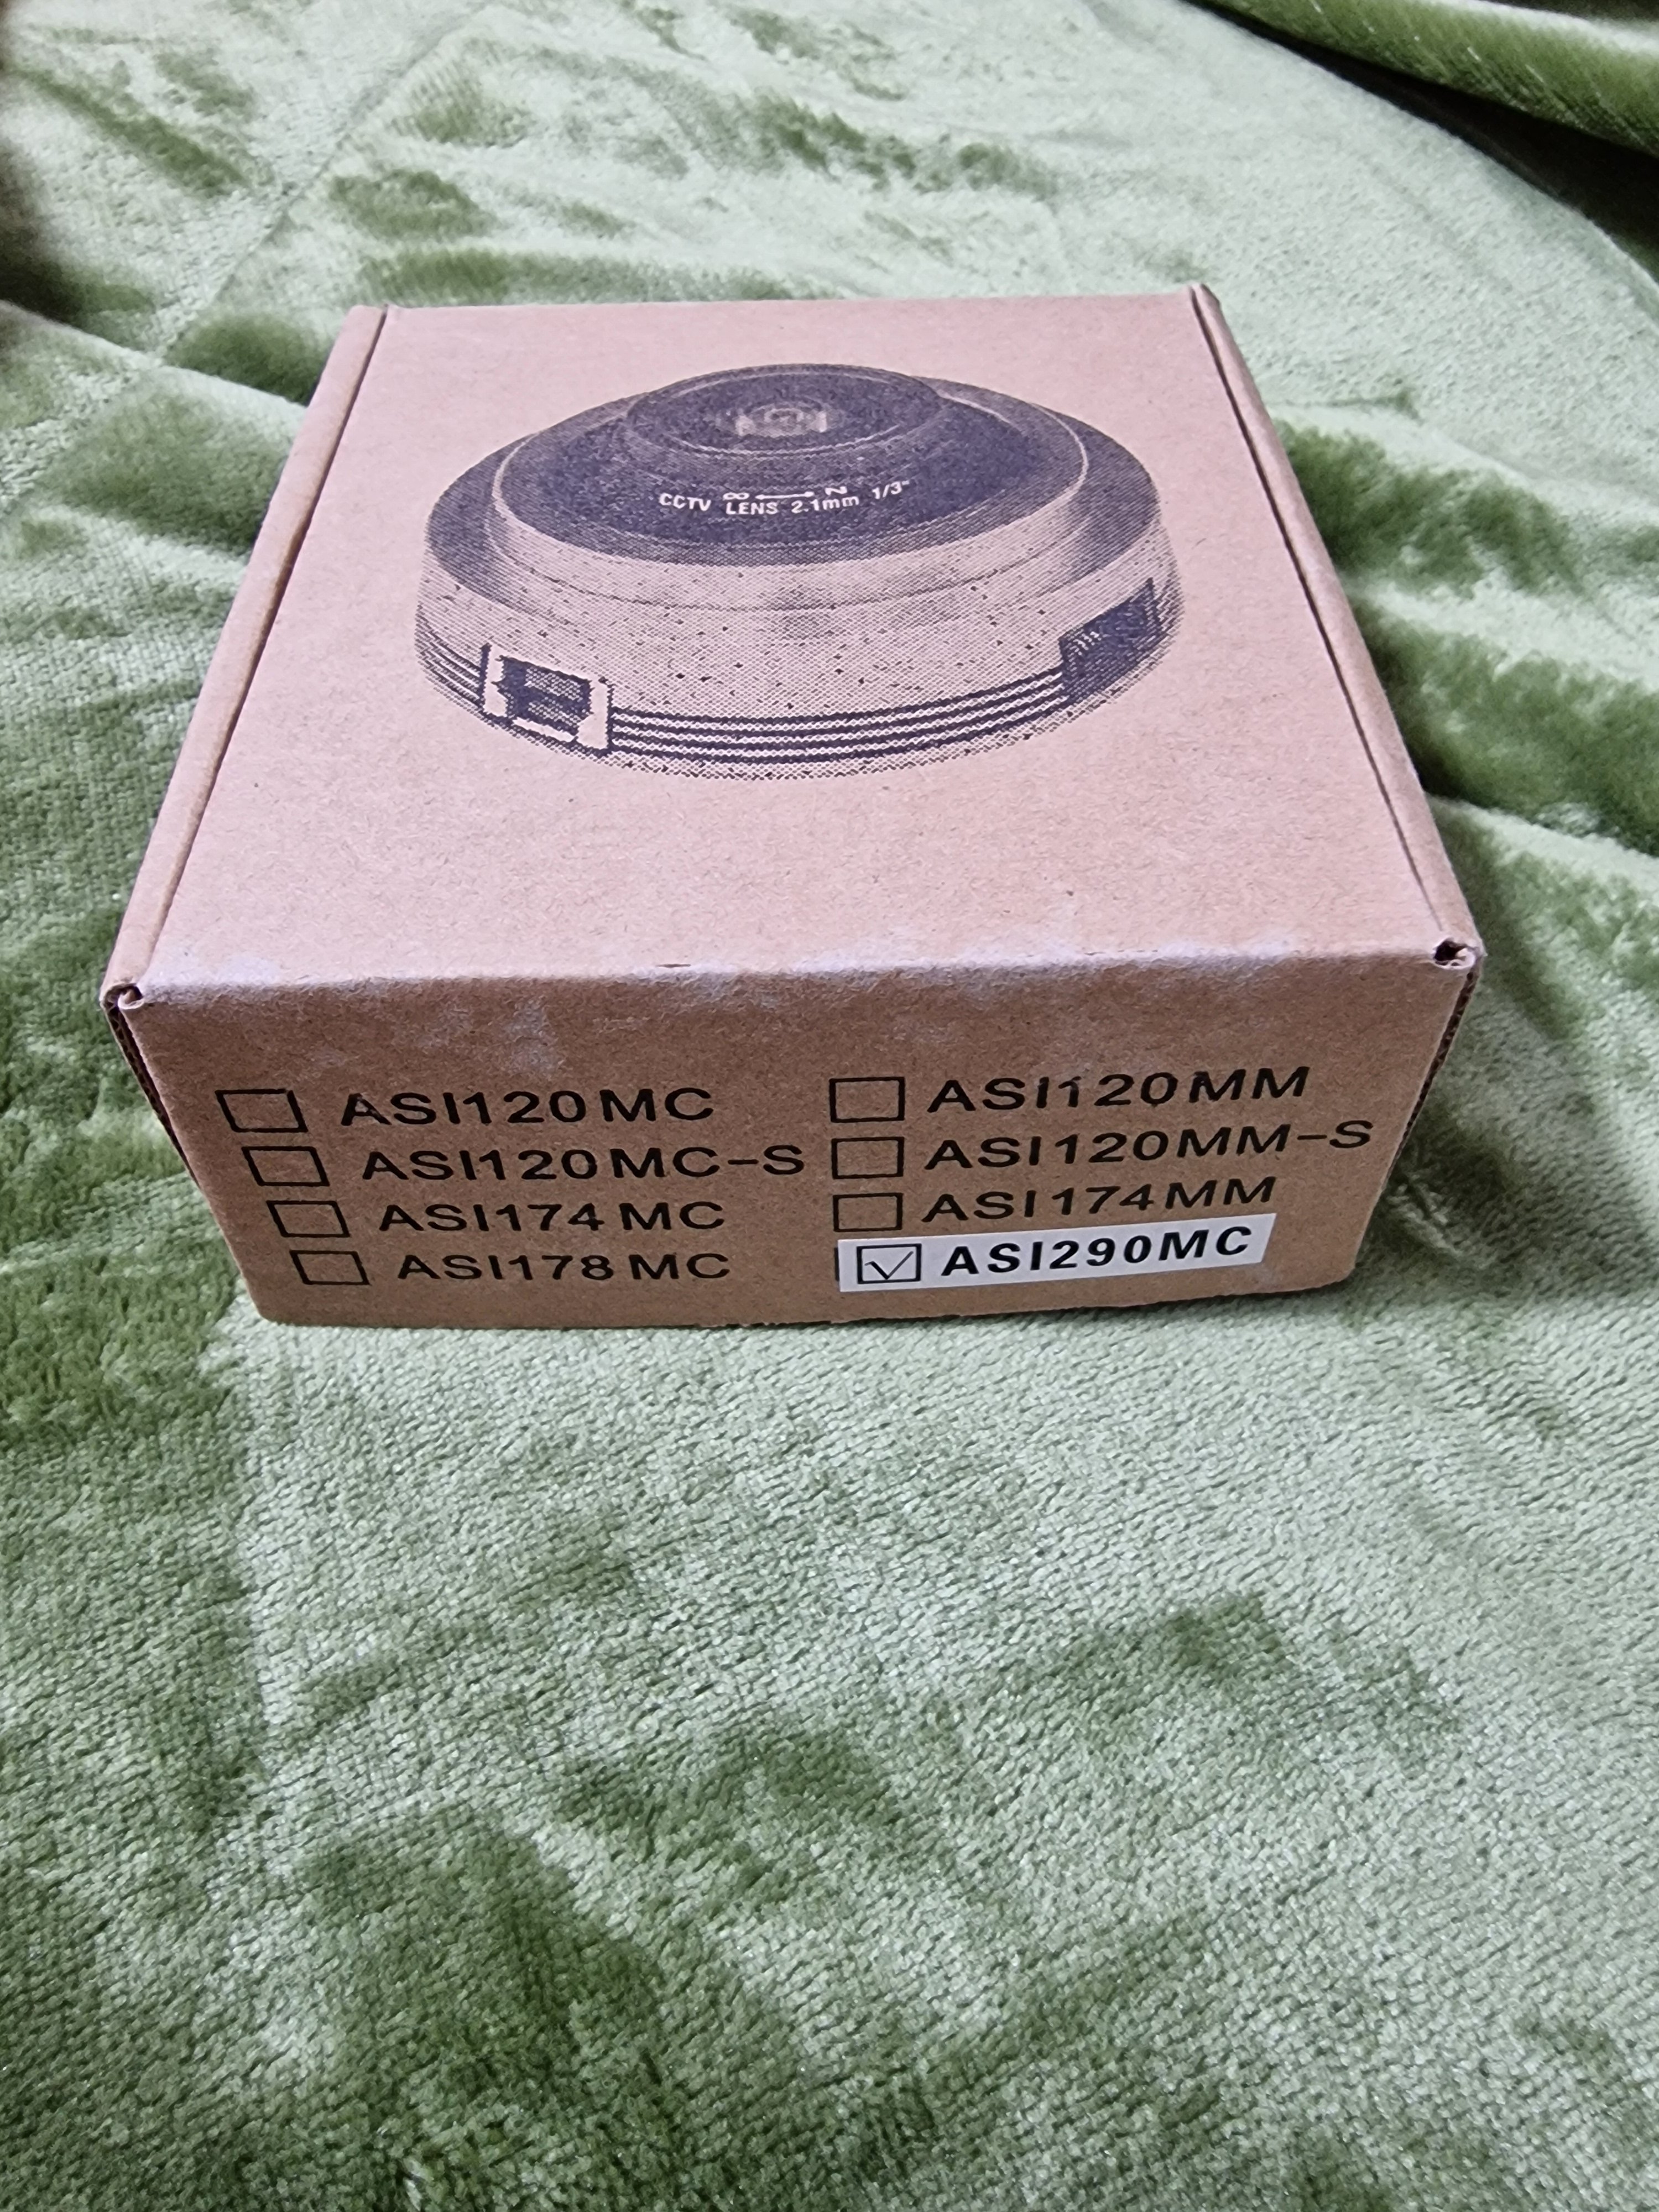 ∞ ⟷ N
CCTV LENS 2.1mm 1/3"
ASI120MC
ASI120MM
ASI120MC-S
ASI120MM-S
ASI174MC
ASI174MM
ASI178MC
ASI290MC